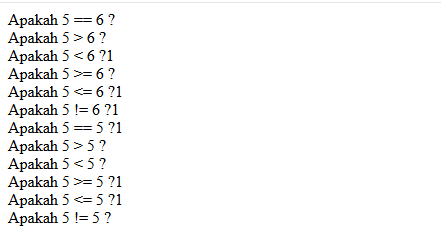 Apakah 5 == 6 ?
Apakah 5 > 6 ?
Apakah 5 < 6 ?1
Apakah 5 >= 6 ?
Apakah 5 <= 6 ?1
Apakah 5 != 6 ?1
Apakah 5 == 5 ?1
Apakah 5 > 5 ?
Apakah 5 < 5 ?
Apakah 5 >= 5 ?1
Apakah 5 <= 5 ?1
Apakah 5 != 5 ?